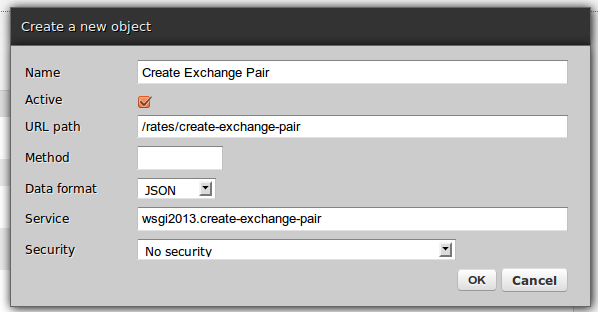 Create a new object
Name Create Exchange Pair
Active
URL path /rates/create-exchange-pair
Method
Data format JSON
Service wsgi2013.create-exchange-pair
Security No security
OK Cancel